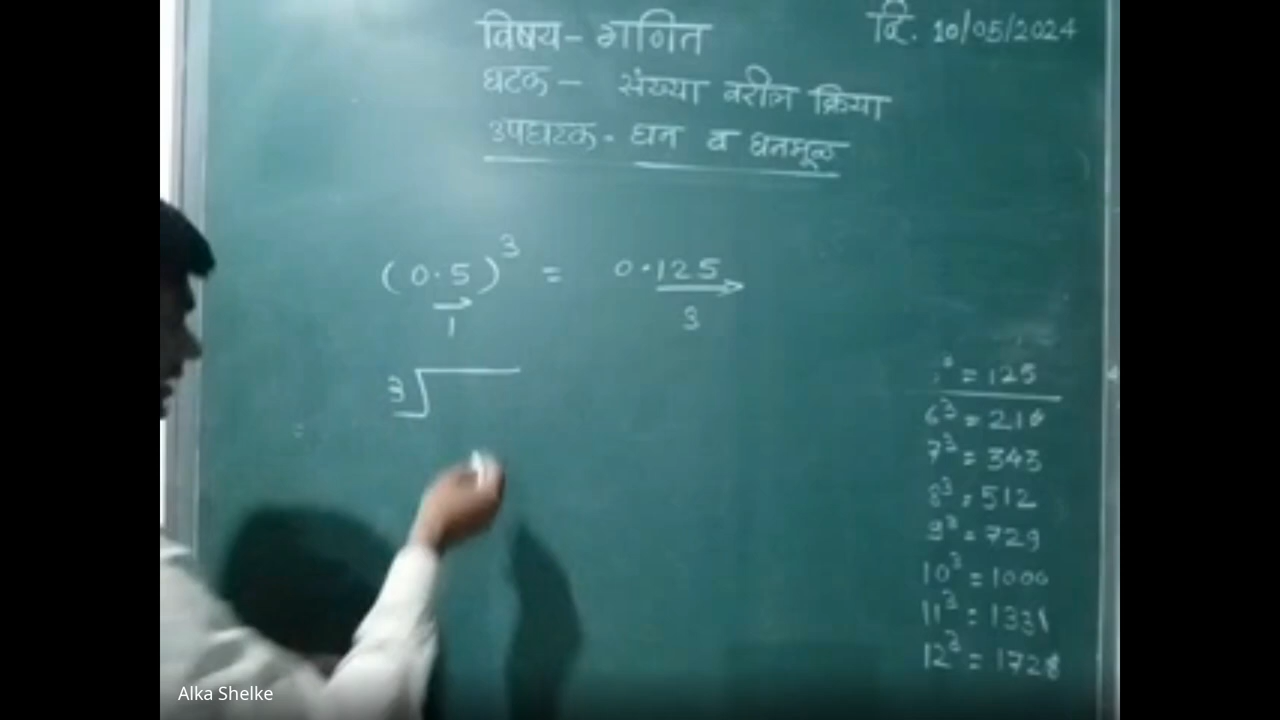 विषय- गणित
दि. 10/05/2024
घटक - संख्या वरील क्रिया
उपघटक - घन व घनमूळ
(0.5)³ = 0.125
1
3
3√
= 125
6³ = 216
7³ = 343
8³ = 512
9³ = 729
10³ = 1000
11³ = 1331
12³ = 1728
Alka Shelke